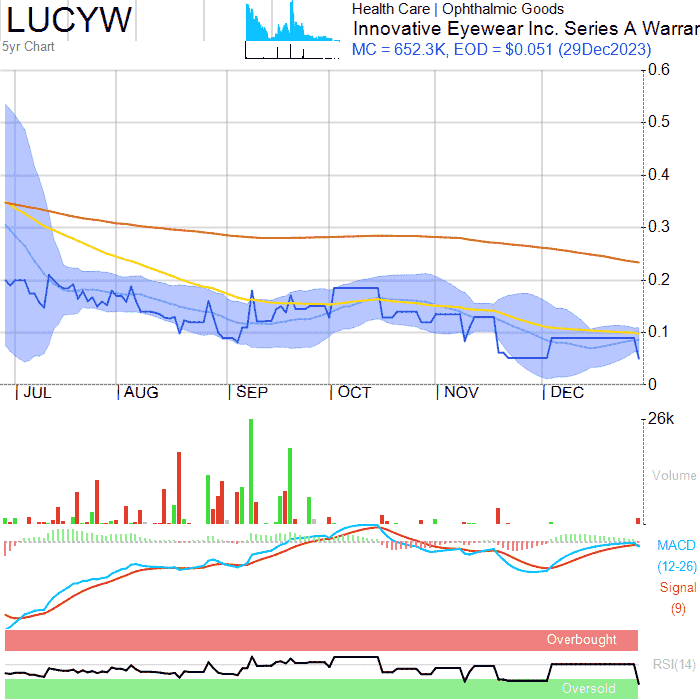 LUCYW
5yr Chart
Health Care | Ophthalmic Goods
Innovative Eyewear Inc. Series A Warrar
MC = 652.3K, EOD = $0.051 (29Dec2023)
0.6
0.5
0.4
0.3
0.2
0.1
0
JUL
AUG
SEP
OCT
NOV
DEC
26k
Volume
MACD
(12-26)
Signal
(9)
Overbought
RSI(14)
Oversold